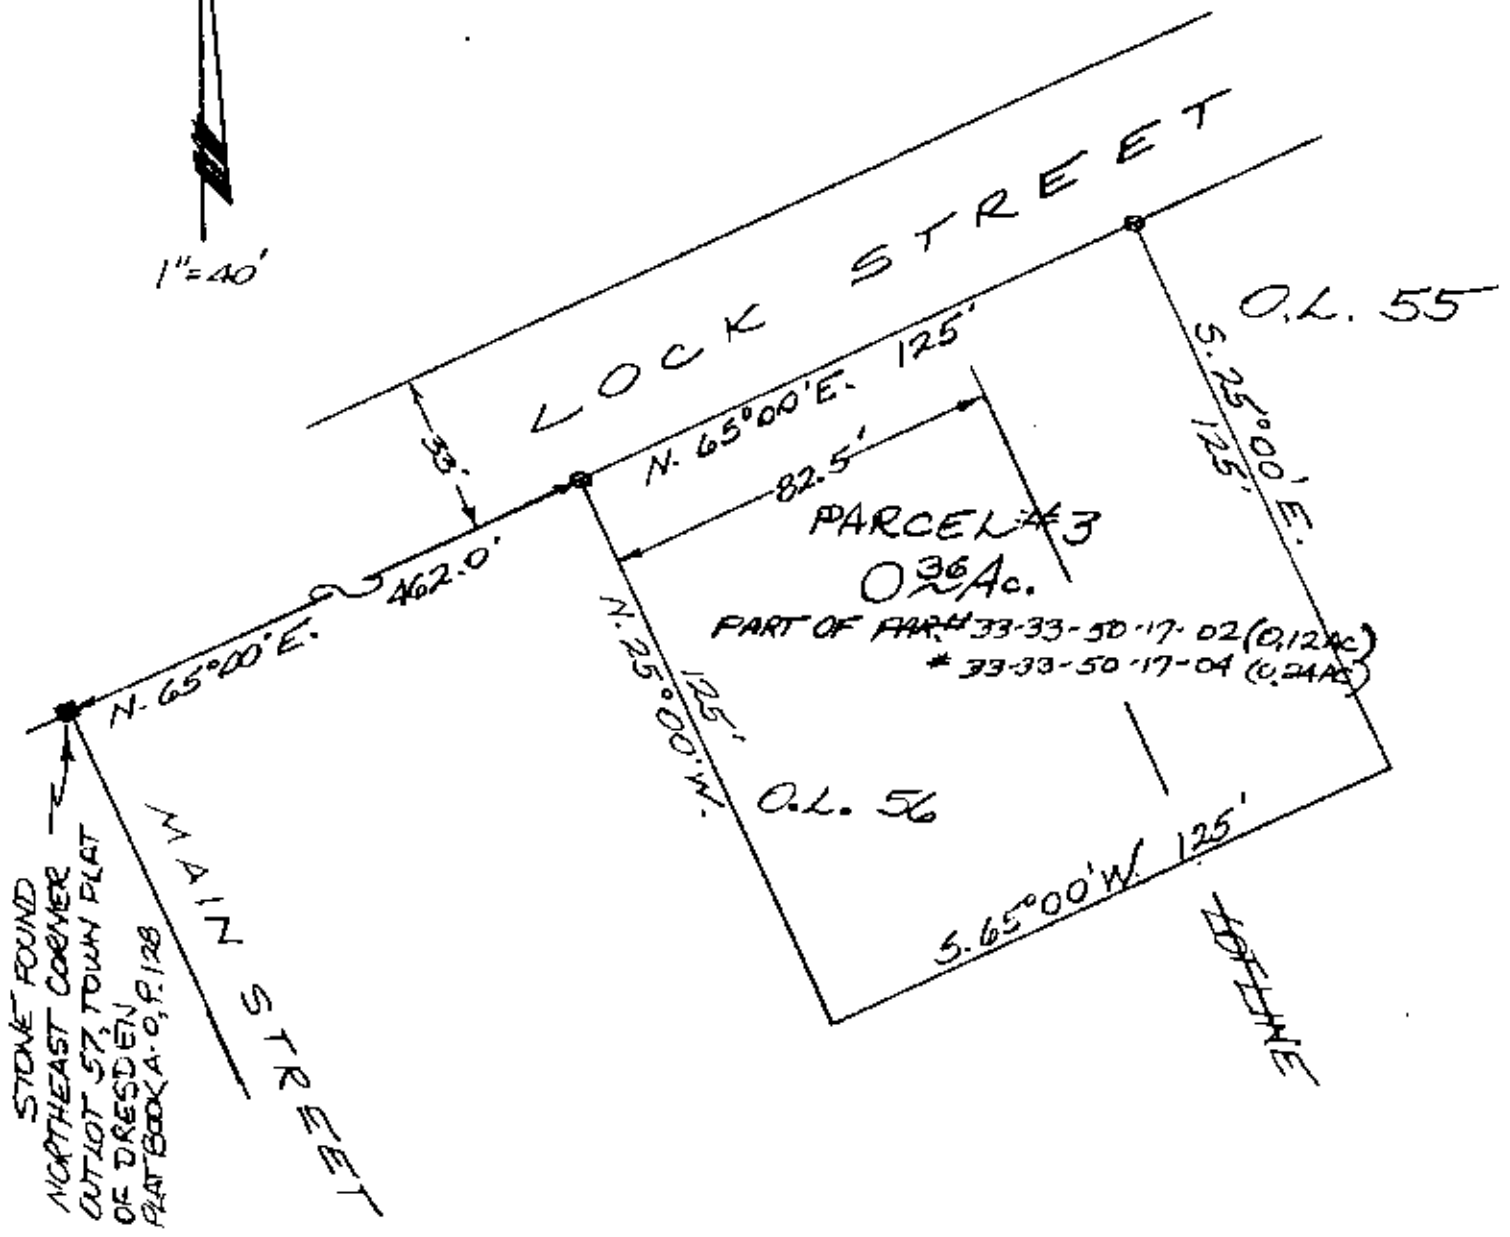 1"=40'
LOCK STREET
O.L. 55
33'
N. 65°00'E. 125'
82.5'
S. 25°00'E.
125'
PARCEL #3
0 36 Ac.
PART OF PAR# 33-33-50-17-02 (0.12 AC)
# 33-33-50-17-04 (0.24 AC)
N. 65°00'E. 462.0'
N. 25°00'W.
125'
O.L. 56
S. 65°00'W. 125'
LOT LINE
MAIN STREET
STONE FOUND
NORTHEAST CORNER
OUTLOT 57, TOWN PLAT
OF DRESDEN
PLAT BOOK A-O, P. 128